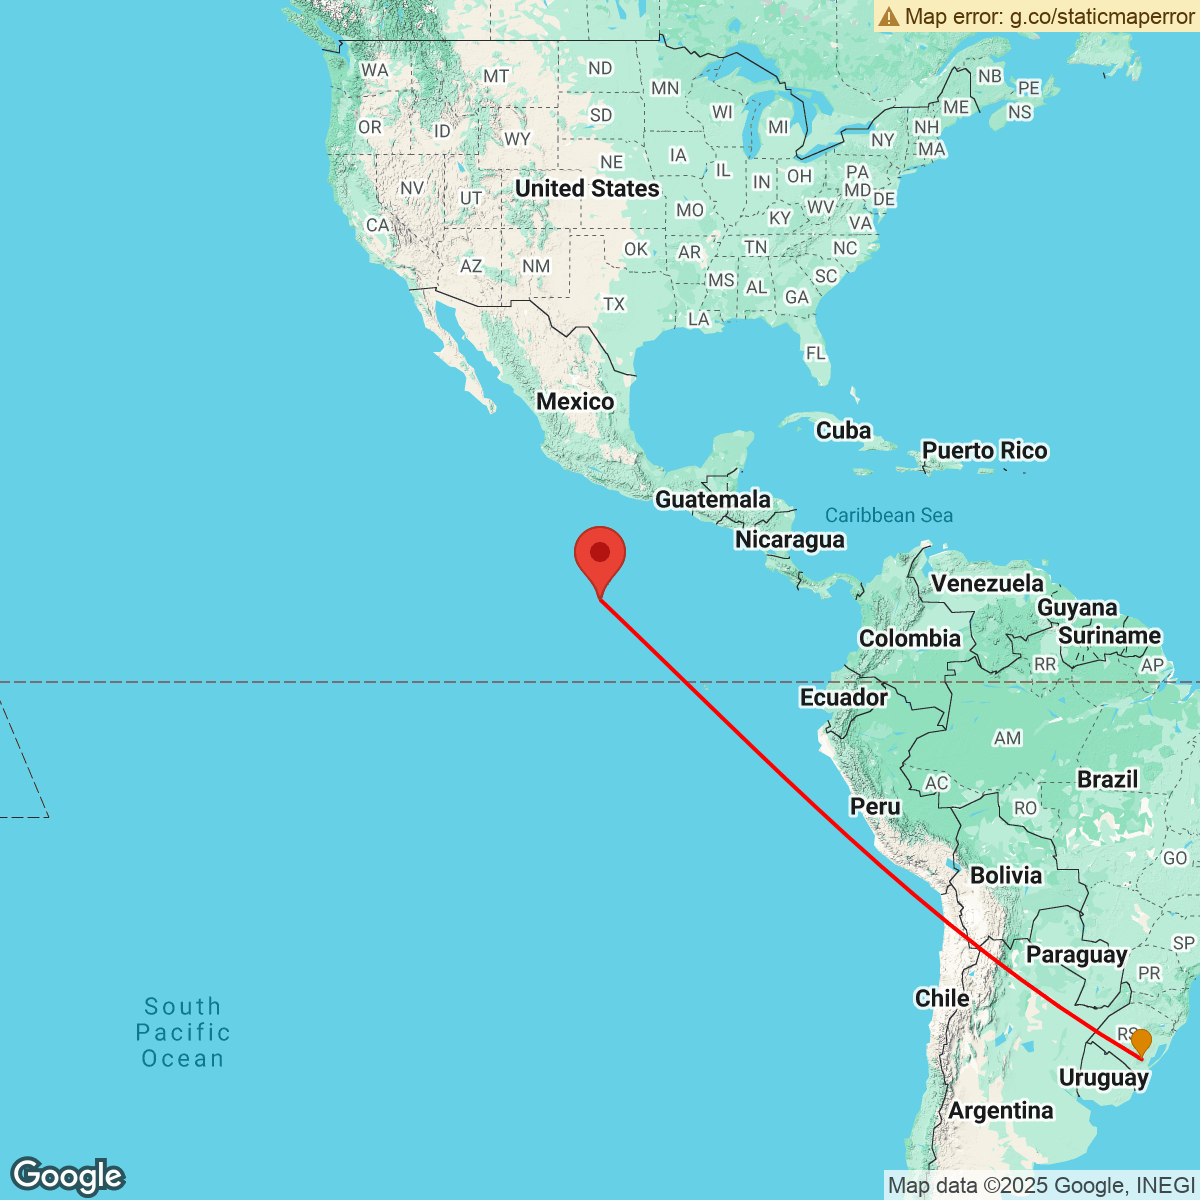 Map error: g.co/staticmaperror
WA
MT
ND
MN
NB
PE
NS
OR
ID
WY
SD
WI
MI
ME
NH
NY
MA
NE
IA
IL
IN
OH
PA
MD
DE
NV
UT
United States
MO
KY
WV
VA
CA
AZ
NM
OK
AR
TN
NC
MS
AL
SC
GA
TX
LA
FL
Mexico
Cuba
Puerto Rico
Guatemala
Caribbean Sea
Nicaragua
Venezuela
Guyana
Colombia
Suriname
RR
AP
Ecuador
AM
AC
Brazil
Peru
RO
GO
Bolivia
Paraguay
SP
PR
Chile
South
Pacific
Ocean
RS
Uruguay
Argentina
Google
Map data ©2025 Google, INEGI